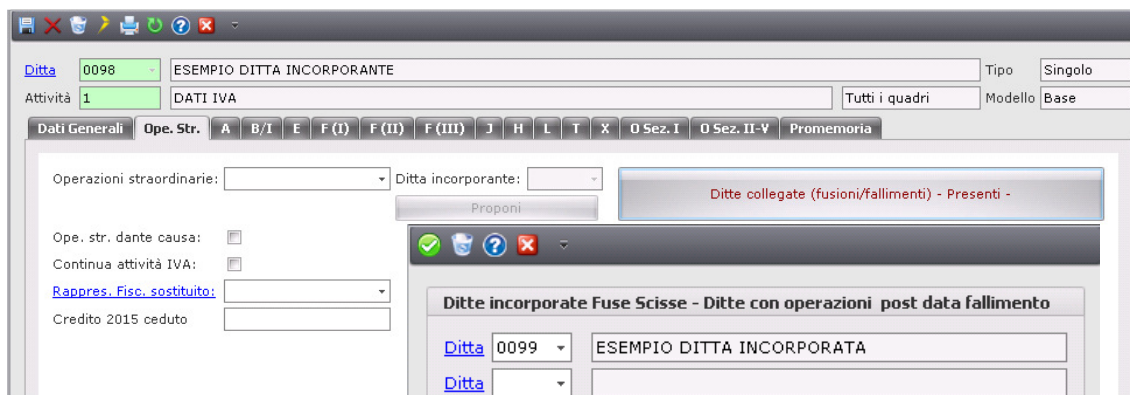 Ditta 0098 ESEMPIO DITTA INCORPORANTE Tipo Singolo
Attività 1 DATI IVA Tutti i quadri Modello Base
Dati Generali Ope. Str. A B/I E F (I) F (II) F (III) J H L T X O Sez. I O Sez. II-V Promemoria
Operazioni straordinarie: Ditta incorporante: Ditte collegate (fusioni/fallimenti) - Presenti -
Proponi
Ope. str. dante causa:
Continua attività IVA:
Rappres. Fisc. sostituito:
Credito 2015 ceduto
Ditte incorporate Fuse Scisse - Ditte con operazioni post data fallimento
Ditta 0099 ESEMPIO DITTA INCORPORATA
Ditta